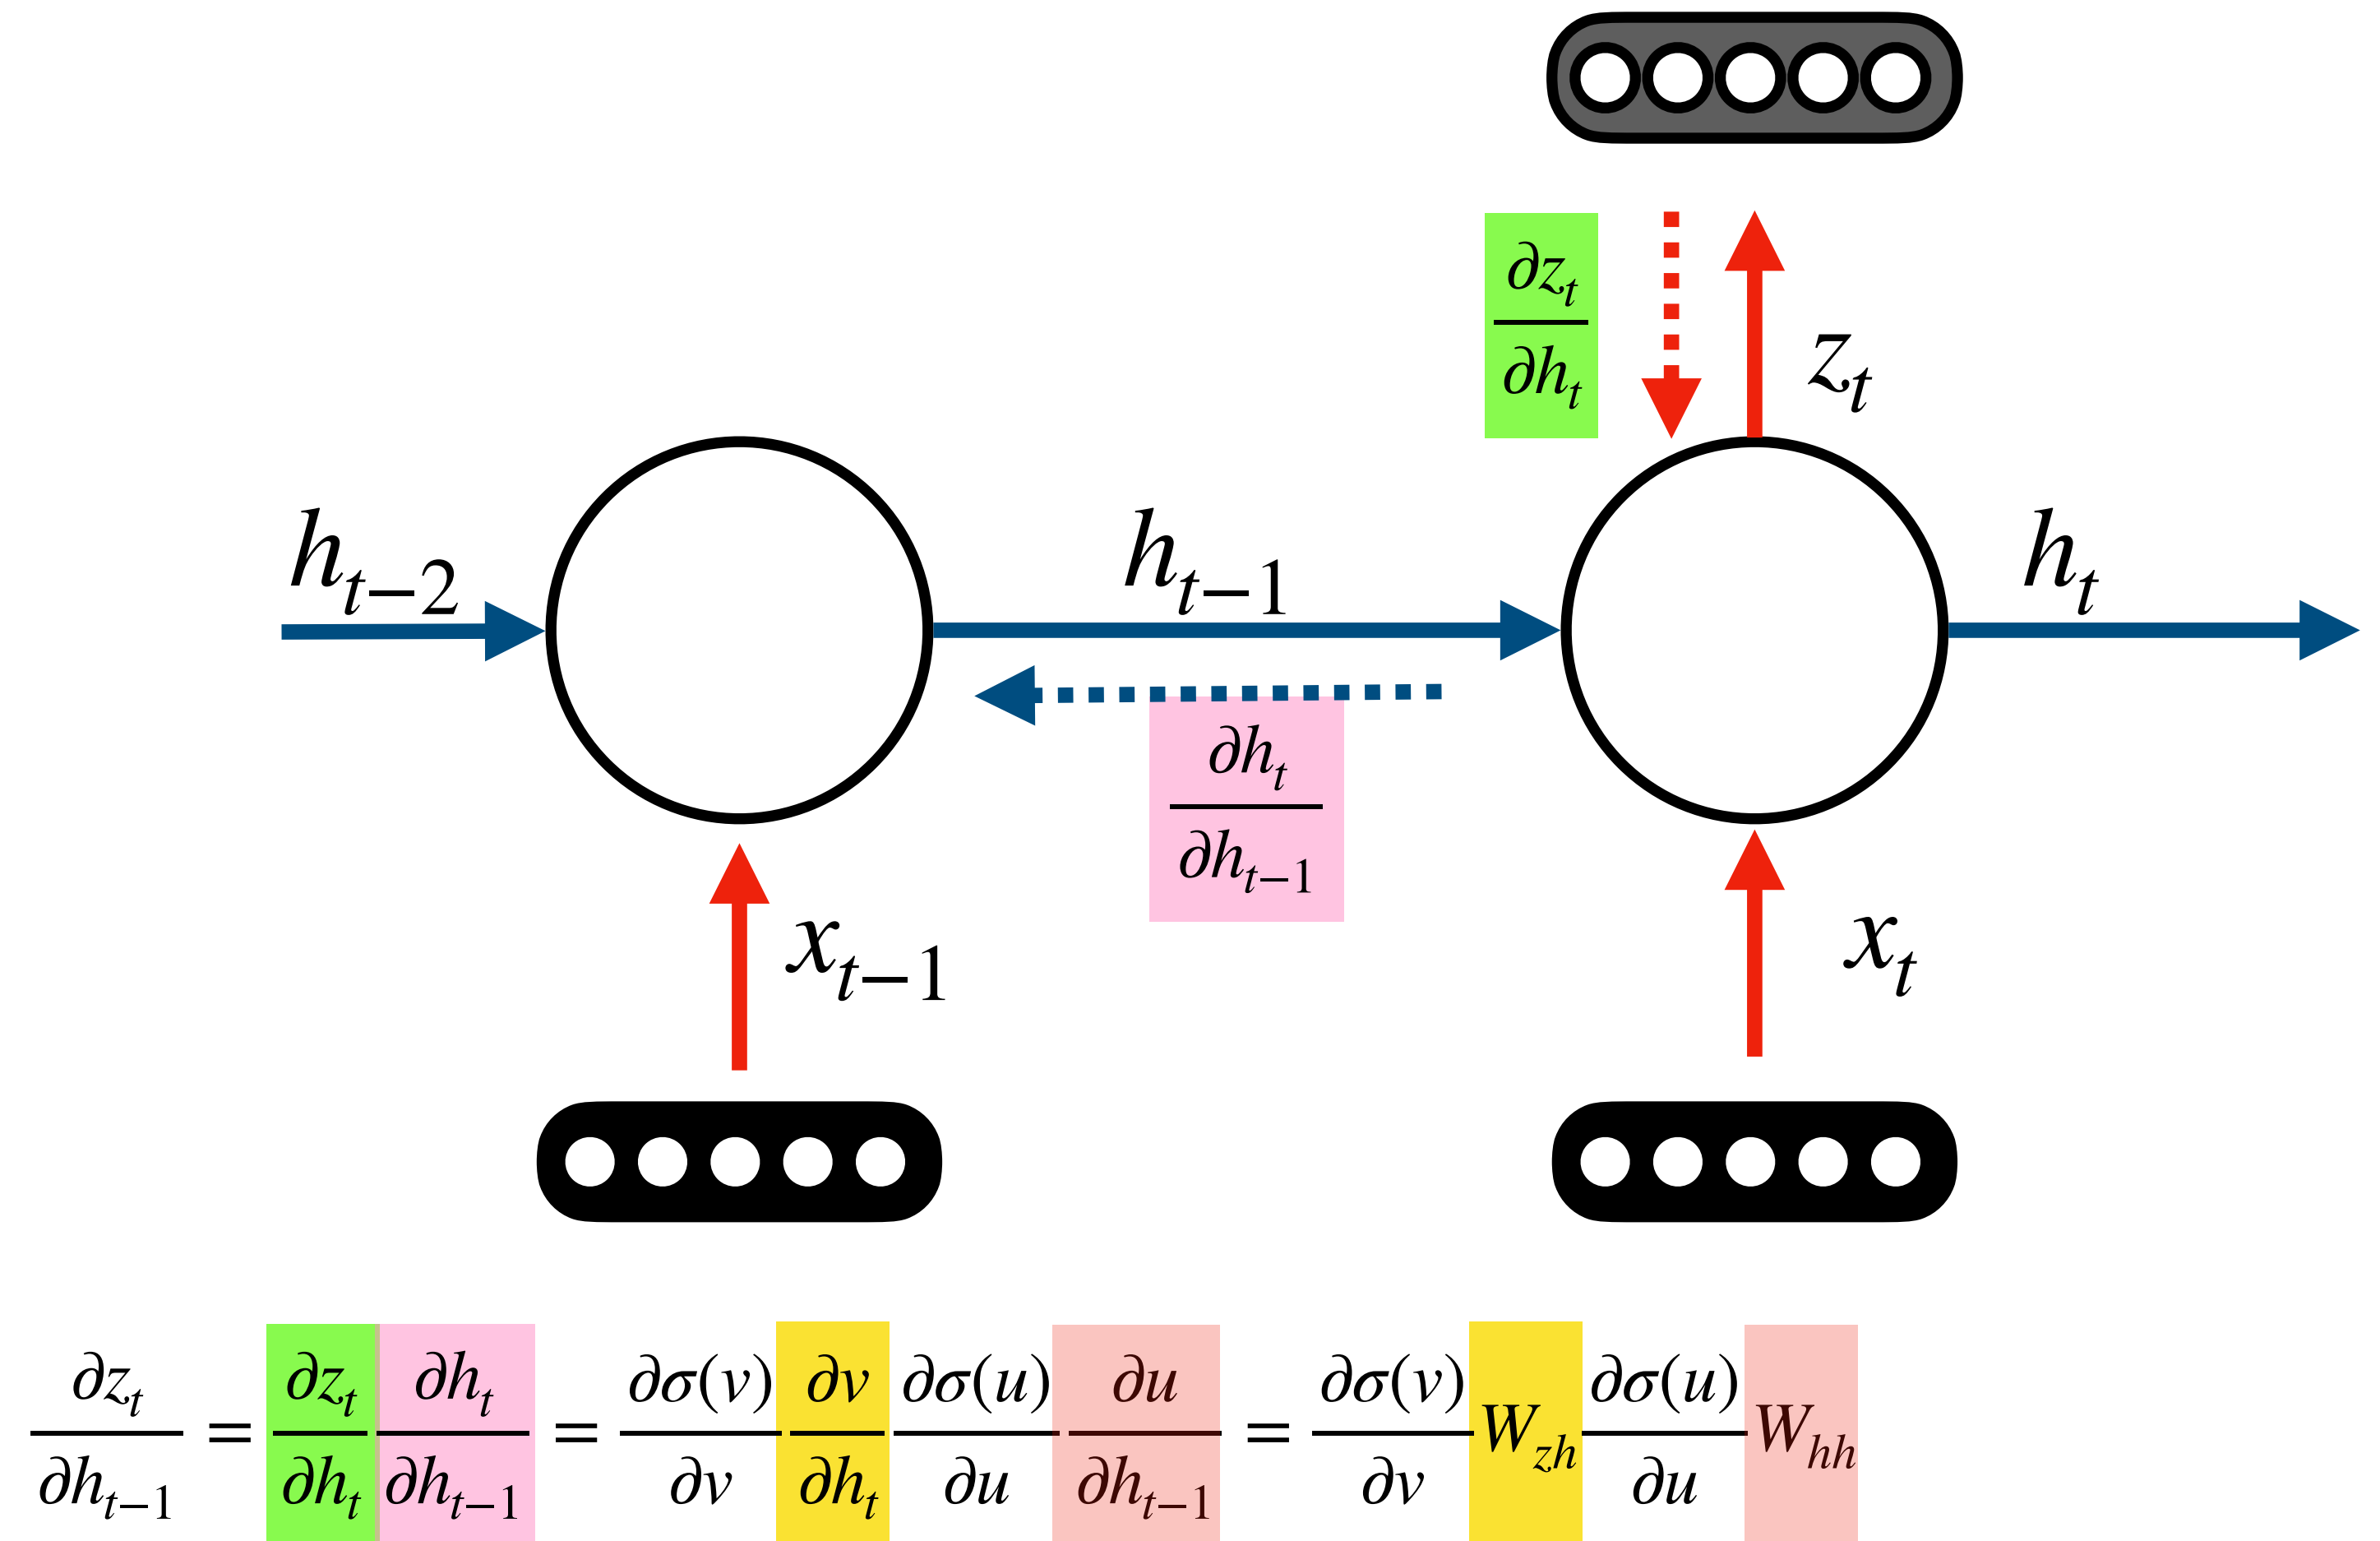 ∂z_t/∂h_t
z_t
h_{t−2}
h_{t−1}
h_t
∂h_t/∂h_{t−1}
x_{t−1}
x_t
∂z_t/∂h_{t−1} = ∂z_t/∂h_t ∂h_t/∂h_{t−1} = ∂σ(v)/∂v ∂v/∂h_t ∂σ(u)/∂u ∂u/∂h_{t−1} = ∂σ(v)/∂v W_{zh} ∂σ(u)/∂u W_{hh}